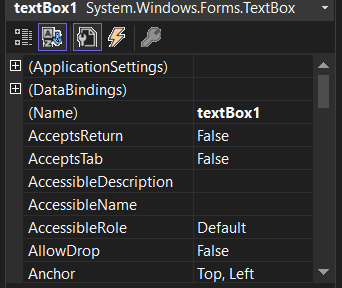 textBox1 System.Windows.Forms.TextBox
(ApplicationSettings)
(DataBindings)
(Name) textBox1
AcceptsReturn False
AcceptsTab False
AccessibleDescription
AccessibleName
AccessibleRole Default
AllowDrop False
Anchor Top, Left